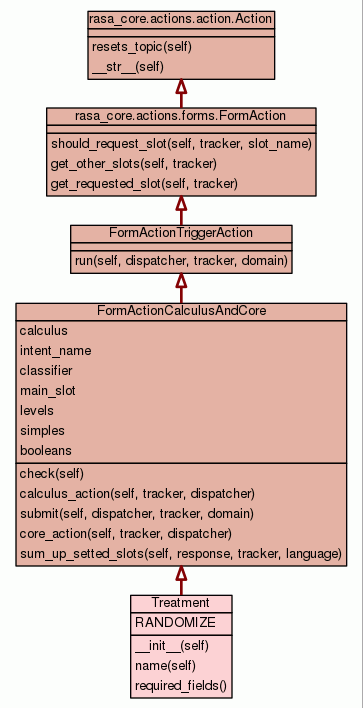 rasa_core.actions.action.Action
resets_topic(self)
__str__(self)
rasa_core.actions.forms.FormAction
should_request_slot(self, tracker, slot_name)
get_other_slots(self, tracker)
get_requested_slot(self, tracker)
FormActionTriggerAction
run(self, dispatcher, tracker, domain)
FormActionCalculusAndCore
calculus
intent_name
classifier
main_slot
levels
simples
booleans
check(self)
calculus_action(self, tracker, dispatcher)
submit(self, dispatcher, tracker, domain)
core_action(self, tracker, dispatcher)
sum_up_setted_slots(self, response, tracker, language)
Treatment
RANDOMIZE
__init__(self)
name(self)
required_fields()